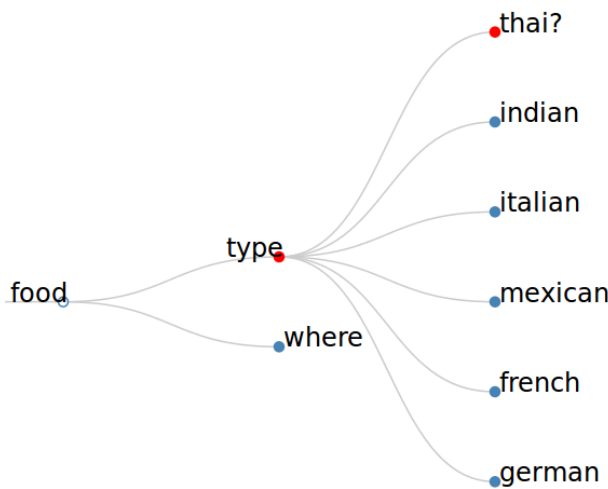 thai?
indian
italian
type
food
mexican
where
french
german